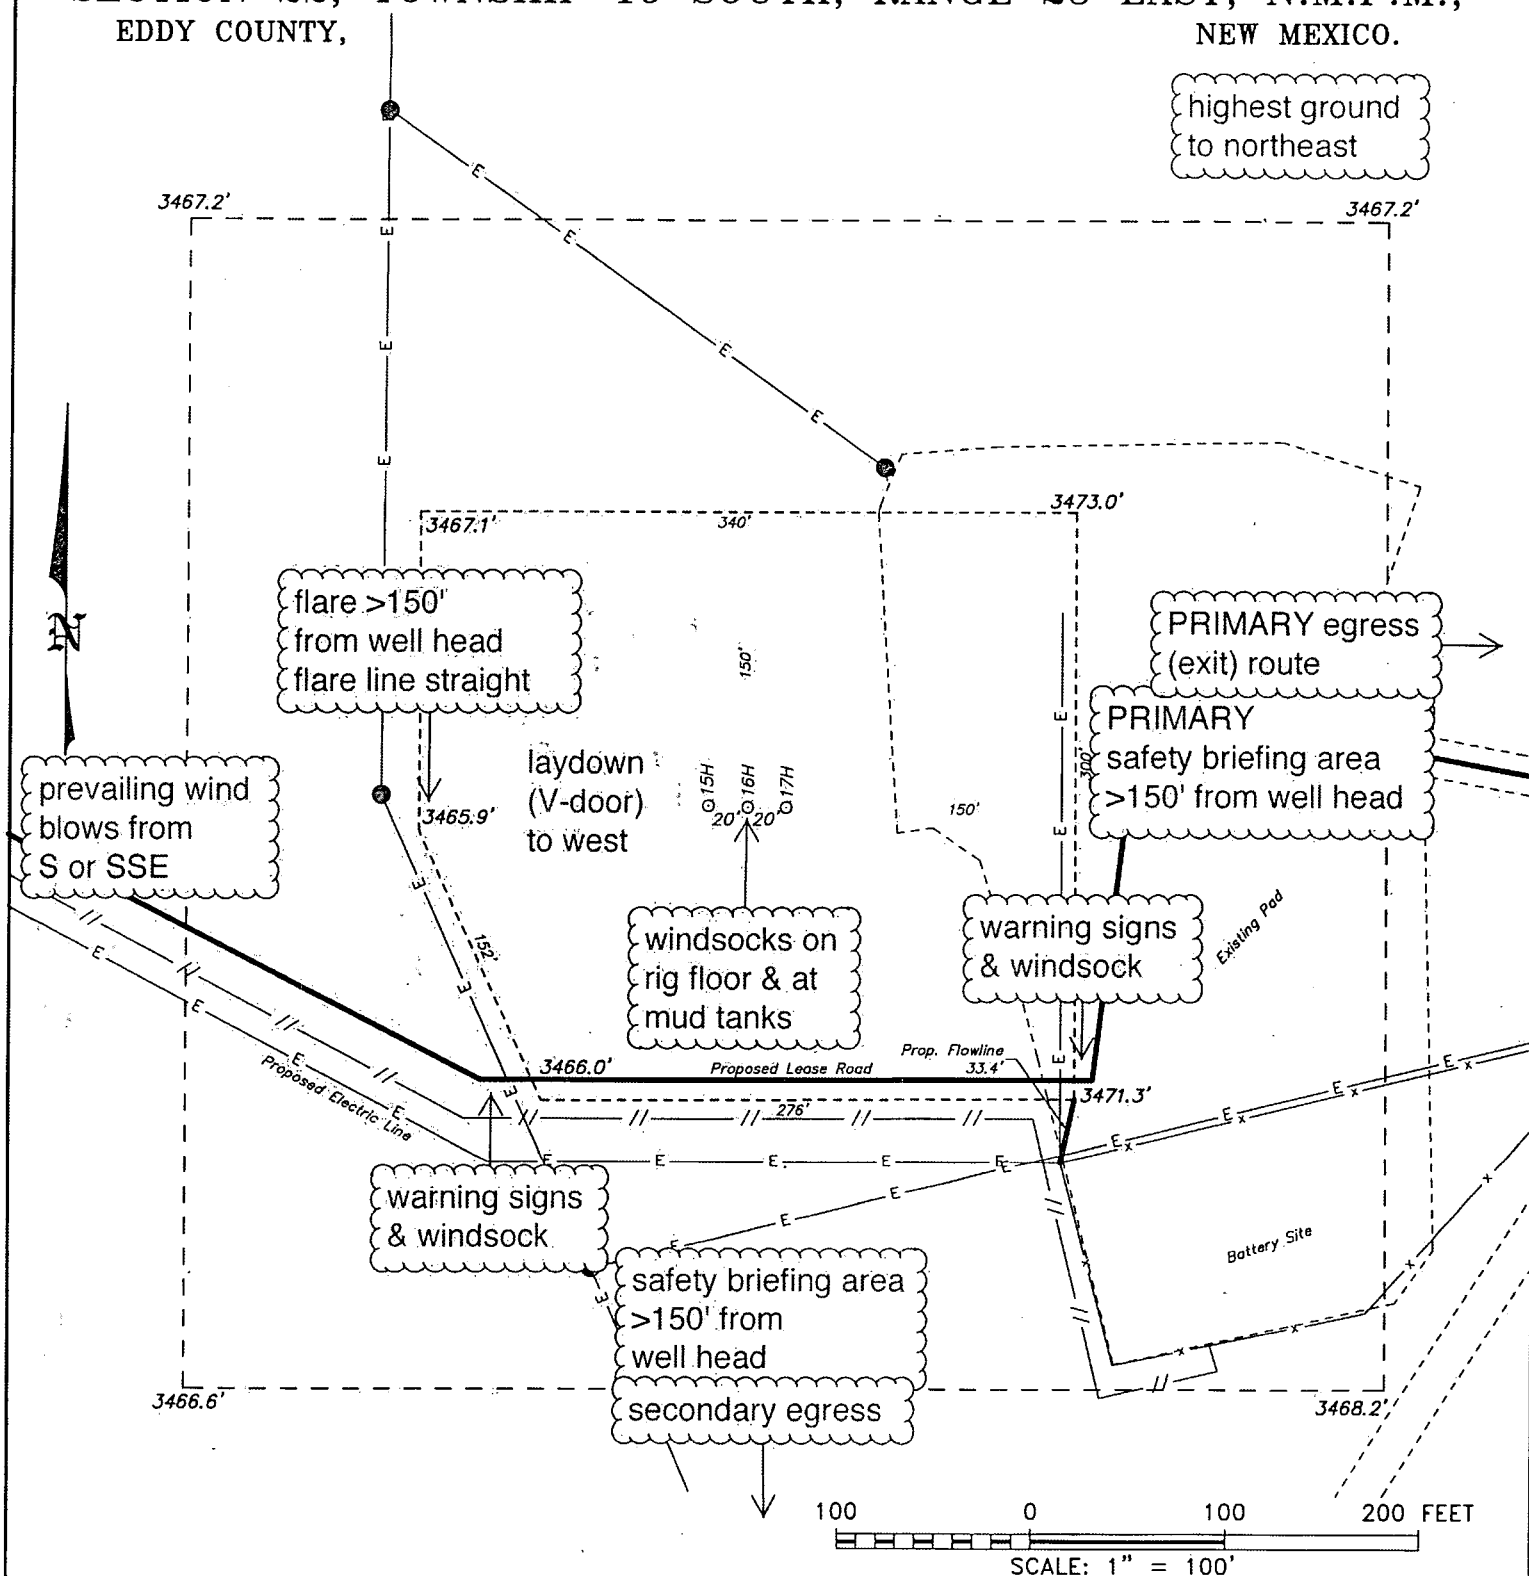 EDDY COUNTY,
NEW MEXICO.
highest ground
to northeast
3467.2'
3467.2'
E
E
E
E
E
E
E
3467.1'
340'
3473.0'
flare >150'
from well head
flare line straight
PRIMARY egress
(exit) route
N
150'
PRIMARY
safety briefing area
>150' from well head
E
300'
prevailing wind
blows from
S or SSE
laydown
(V-door)
to west
15H
16H
17H
20'
20'
3465.9'
150'
E
E
152'
E
windsocks on
rig floor & at
mud tanks
warning signs
& windsock
Existing Pad
//
E
//
E
//
E
//
Proposed Electric Line
E
3466.0'
Proposed Lease Road
Prop. Flowline
33.4'
E
E
//
//
276'
//
//
//
3471.3'
E
x
E
x
E
x
E
x
E
E
E
E
E
E
E
E
E
warning signs
& windsock
//
x
//
Battery Site
x
x
E
safety briefing area
>150' from
well head
x
x
//
3466.6'
3468.2'
secondary egress
100 0 100 200 FEET
SCALE: 1" = 100'